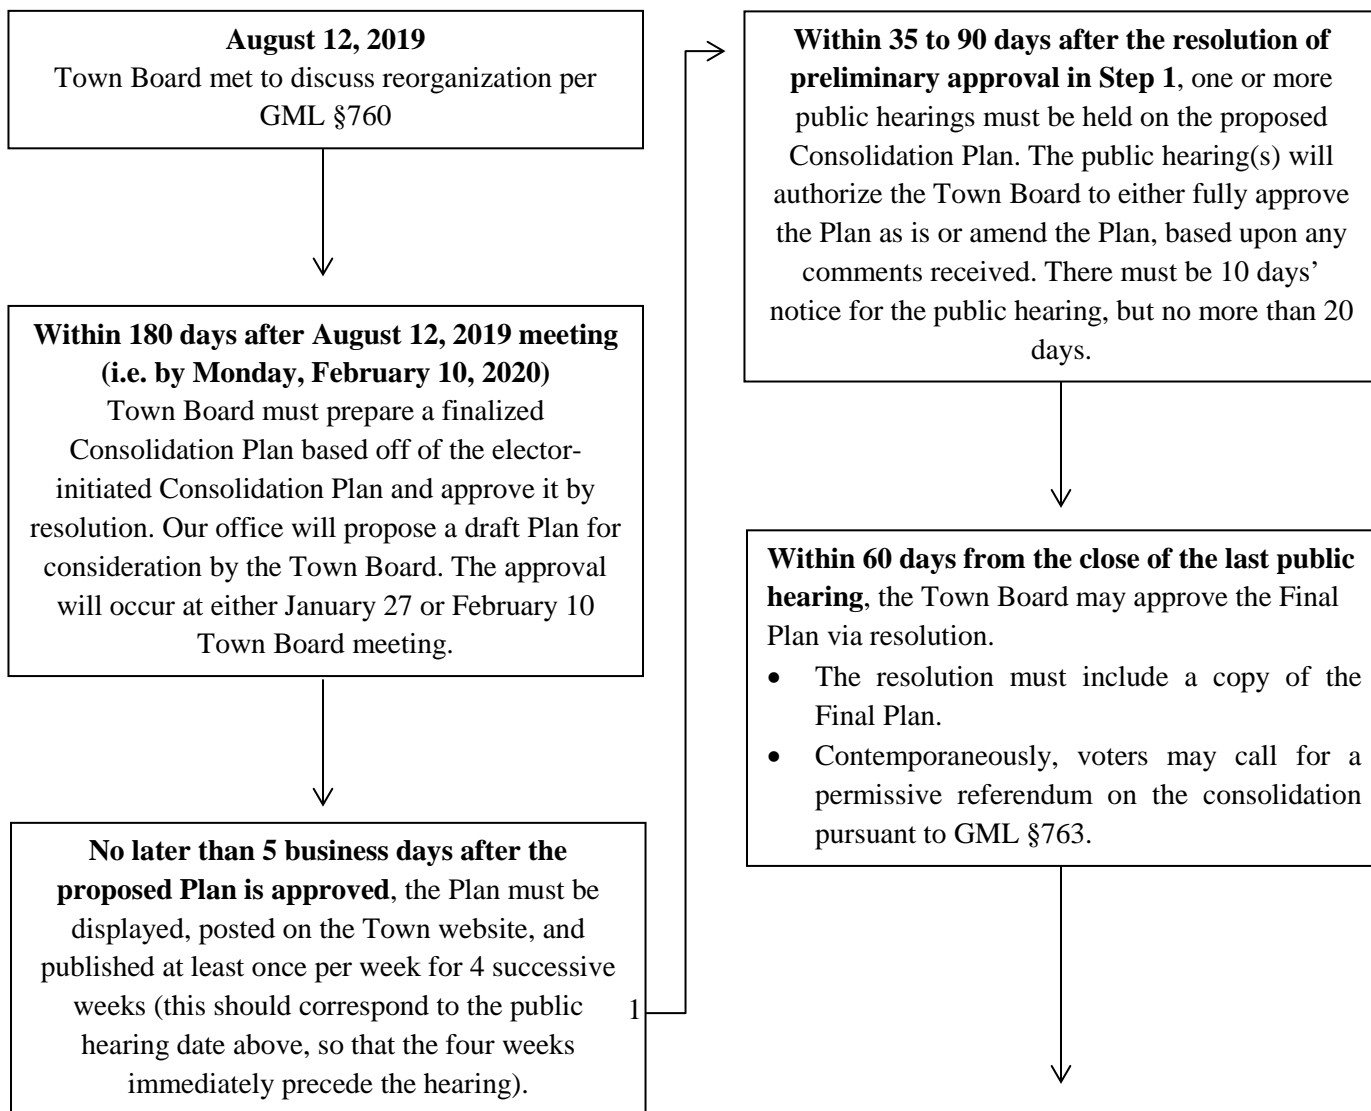 August 12, 2019
Town Board met to discuss reorganization per
GML §760
Within 180 days after August 12, 2019 meeting
(i.e. by Monday, February 10, 2020)
Town Board must prepare a finalized
Consolidation Plan based off of the elector-
initiated Consolidation Plan and approve it by
resolution. Our office will propose a draft Plan for
consideration by the Town Board. The approval
will occur at either January 27 or February 10
Town Board meeting.
No later than 5 business days after the
proposed Plan is approved, the Plan must be
displayed, posted on the Town website, and
published at least once per week for 4 successive
weeks (this should correspond to the public
hearing date above, so that the four weeks
immediately precede the hearing).
1
Within 35 to 90 days after the resolution of
preliminary approval in Step 1, one or more
public hearings must be held on the proposed
Consolidation Plan. The public hearing(s) will
authorize the Town Board to either fully approve
the Plan as is or amend the Plan, based upon any
comments received. There must be 10 days’
notice for the public hearing, but no more than 20
days.
Within 60 days from the close of the last public
hearing, the Town Board may approve the Final
Plan via resolution.
• The resolution must include a copy of the
Final Plan.
• Contemporaneously, voters may call for a
permissive referendum on the consolidation
pursuant to GML §763.